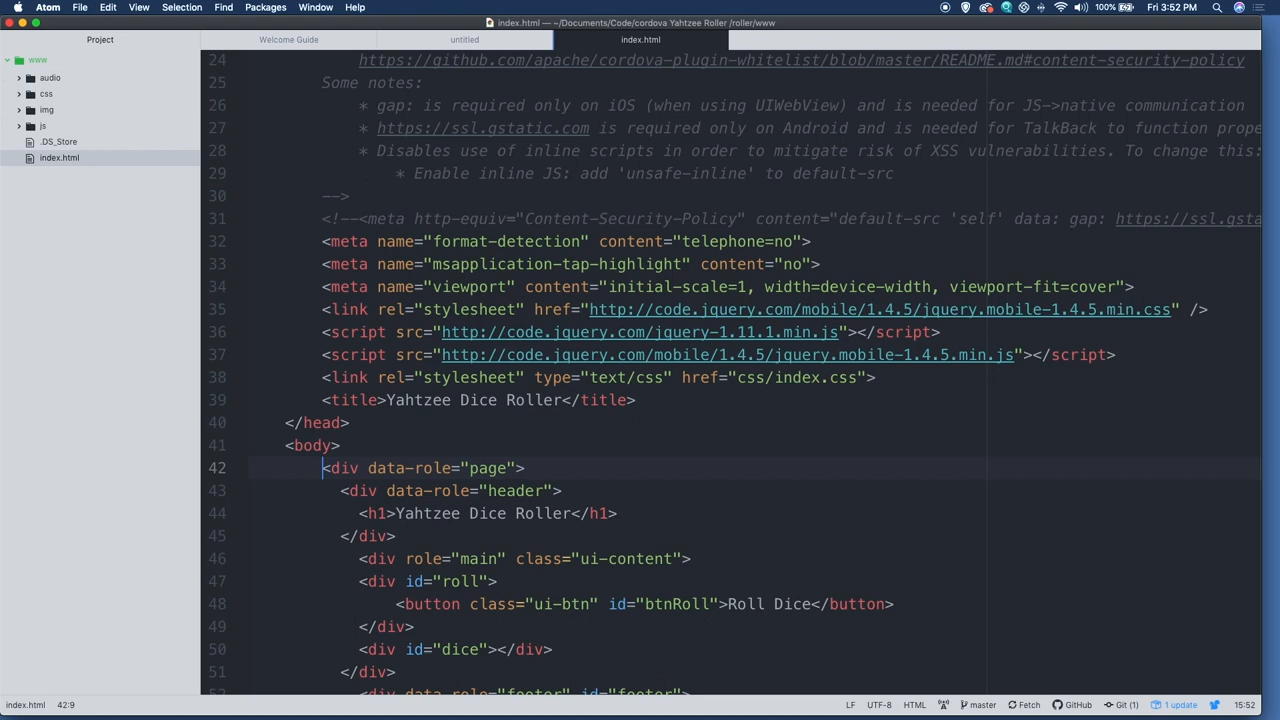 Atom File Edit View Selection Find Packages Window Help 100% Fri 3:52 PM
index.html — ~/Documents/Code/cordova Yahtzee Roller /roller/www
Project Welcome Guide untitled index.html
www
audio
css
img
js
.DS_Store
index.html
24 https://github.com/apache/cordova-plugin-whitelist/blob/master/README.md#content-security-policy
25 Some notes:
26 * gap: is required only on iOS (when using UIWebView) and is needed for JS->native communication
27 * https://ssl.gstatic.com is required only on Android and is needed for TalkBack to function prope
28 * Disables use of inline scripts in order to mitigate risk of XSS vulnerabilities. To change this:
29 * Enable inline JS: add 'unsafe-inline' to default-src
30 -->
31 <!--<meta http-equiv="Content-Security-Policy" content="default-src 'self' data: gap: https://ssl.gsta
32 <meta name="format-detection" content="telephone=no">
33 <meta name="msapplication-tap-highlight" content="no">
34 <meta name="viewport" content="initial-scale=1, width=device-width, viewport-fit=cover">
35 <link rel="stylesheet" href="http://code.jquery.com/mobile/1.4.5/jquery.mobile-1.4.5.min.css" />
36 <script src="http://code.jquery.com/jquery-1.11.1.min.js"></script>
37 <script src="http://code.jquery.com/mobile/1.4.5/jquery.mobile-1.4.5.min.js"></script>
38 <link rel="stylesheet" type="text/css" href="css/index.css">
39 <title>Yahtzee Dice Roller</title>
40 </head>
41 <body>
42 <div data-role="page">
43 <div data-role="header">
44 <h1>Yahtzee Dice Roller</h1>
45 </div>
46 <div role="main" class="ui-content">
47 <div id="roll">
48 <button class="ui-btn" id="btnRoll">Roll Dice</button>
49 </div>
50 <div id="dice"></div>
51 </div>
52 <div data-role="footer" id="footer">
index.html 42:9 LF UTF-8 HTML master Fetch GitHub Git (1) 1 update 15:52